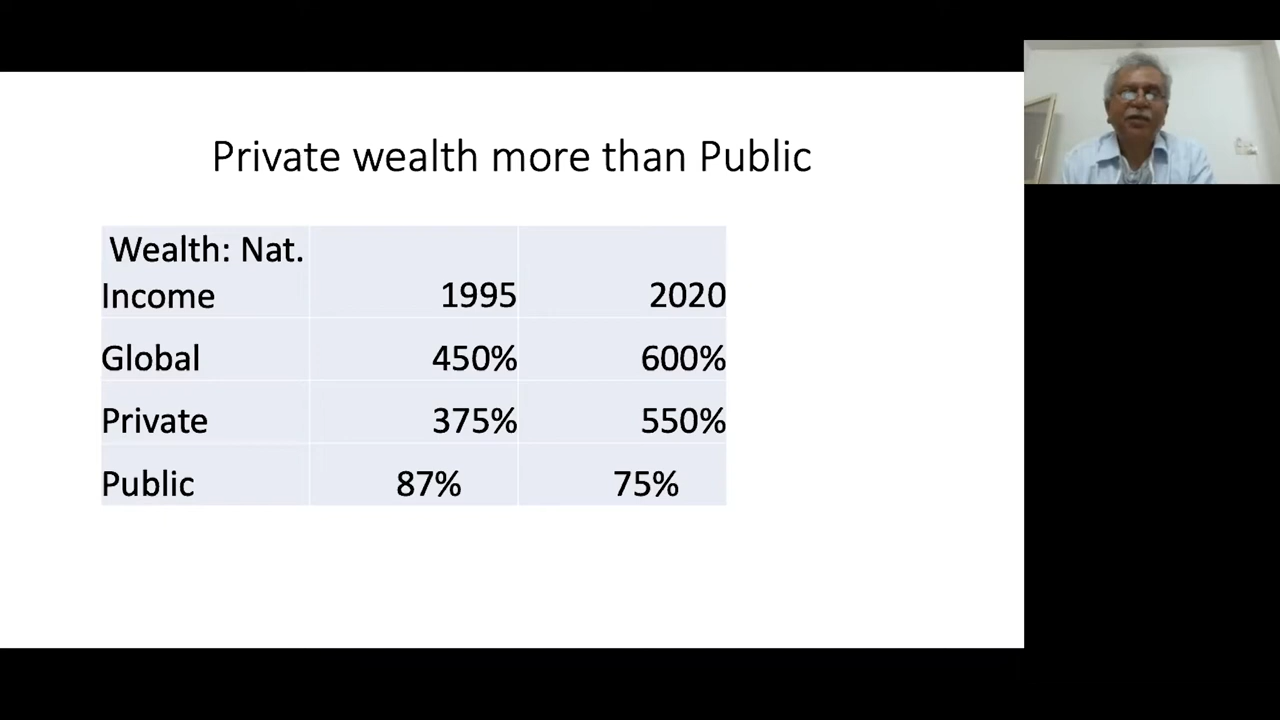 Private wealth more than Public
Wealth: Nat.
Income 1995 2020
Global 450% 600%
Private 375% 550%
Public 87% 75%